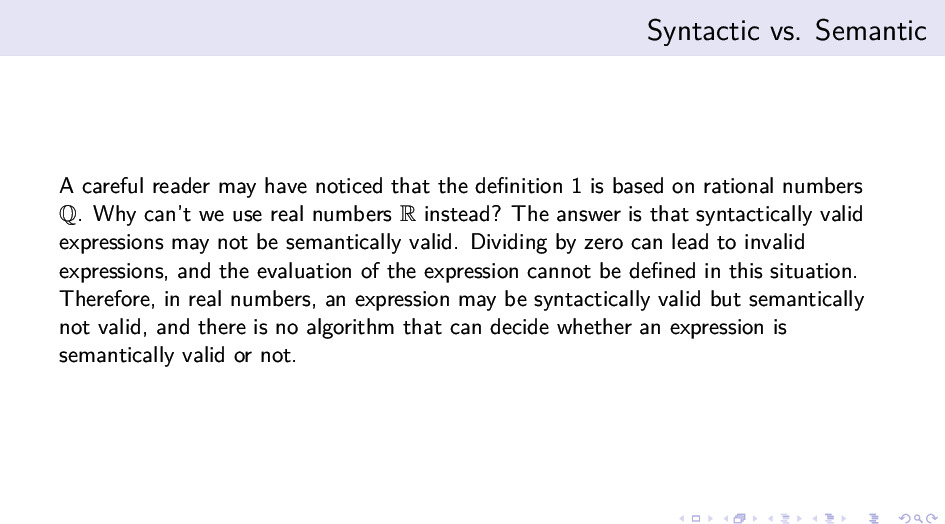 Syntactic vs. Semantic
A careful reader may have noticed that the definition 1 is based on rational numbers
ℚ. Why can't we use real numbers ℝ instead? The answer is that syntactically valid
expressions may not be semantically valid. Dividing by zero can lead to invalid
expressions, and the evaluation of the expression cannot be defined in this situation.
Therefore, in real numbers, an expression may be syntactically valid but semantically
not valid, and there is no algorithm that can decide whether an expression is
semantically valid or not.